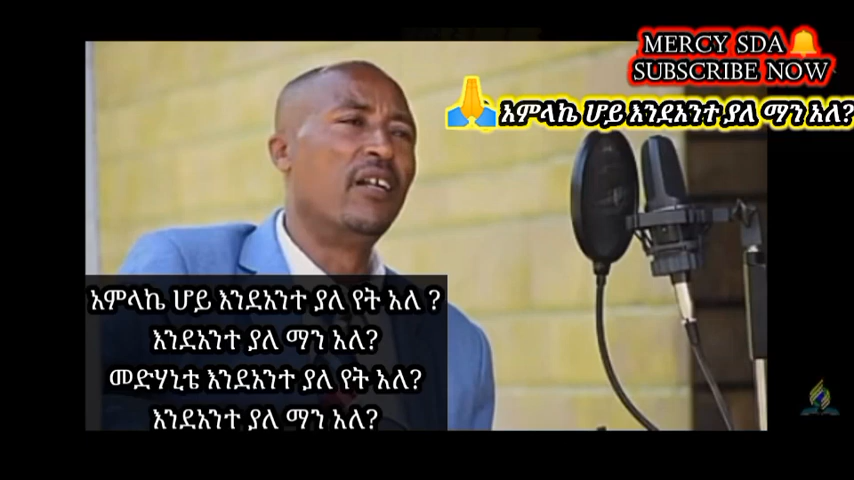 MERCY SDA
SUBSCRIBE NOW
አምላኬ ሆይ እንደአንተ ያለ ማን አለ?
አምላኬ ሆይ እንደአንተ ያለ የት አለ ?
እንደአንተ ያለ ማን አለ?
መድሃኒቴ እንደአንተ ያለ የት አለ?
እንደአንተ ያለ ማን አለ?